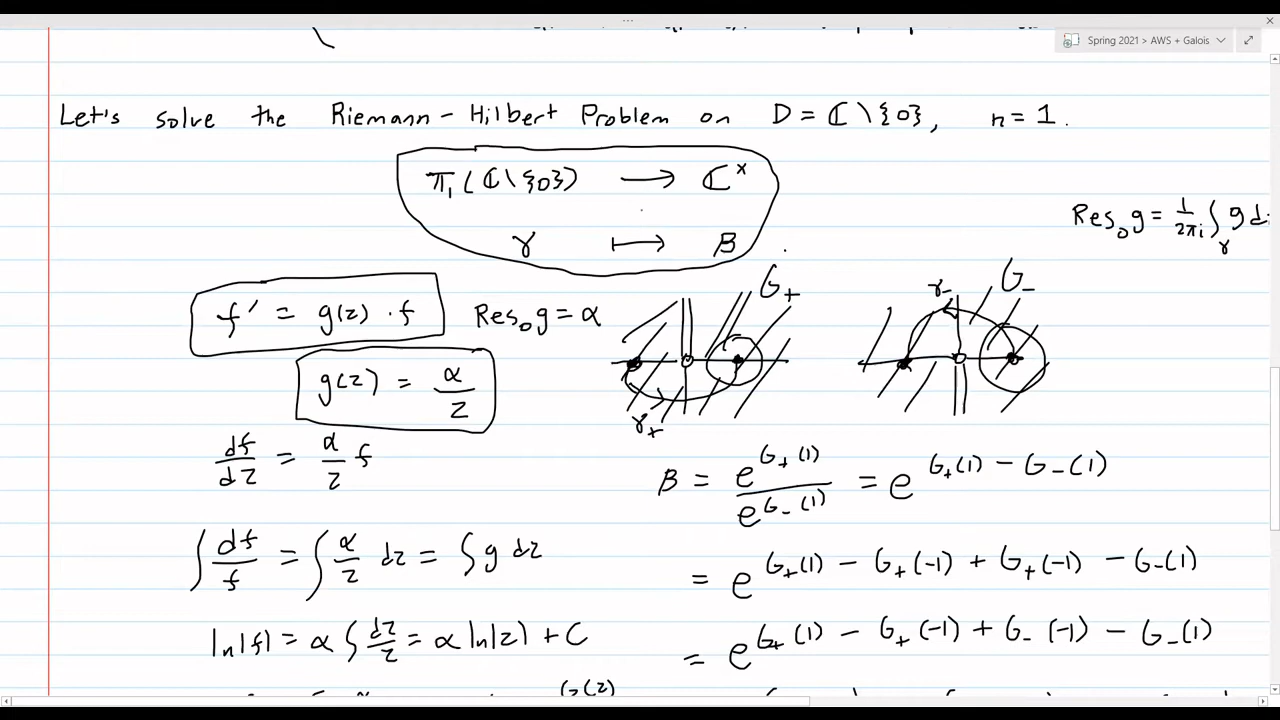 Spring 2021 > AWS + Galois
Let's solve the Riemann-Hilbert Problem on D = ℂ \ {0}, n = 1.
π₁(ℂ\{0}) ⟶ ℂˣ
γ ⟼ β
Res₀ g = 1/2πi ∫_γ g d
f' = g(z) · f
Res₀ g = α
G₊
γ₊
γ₋
G₋
g(z) = α/z
df/dz = α/z f
β = e^{G₊(1)} / e^{G₋(1)} = e^{G₊(1) − G₋(1)}
∫ df/f = ∫ α/z dz = ∫ g dz
= e^{G₊(1) − G₊(-1) + G₊(-1) − G₋(1)}
ln|f| = α ∫ dz/z = α ln|z| + C
= e^{G₊(1) − G₊(-1) + G₋(-1) − G₋(1)}